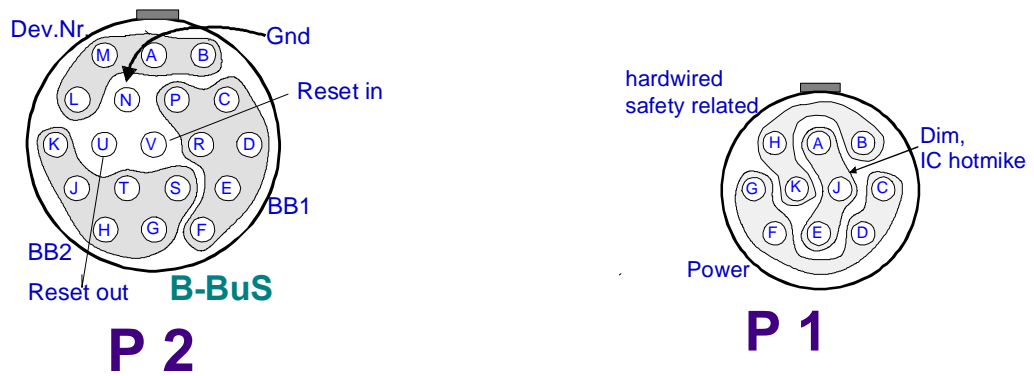 Dev.Nr.
Gnd
M A B
L N P C
Reset in
K U V R D
J T S E
BB1
H G F
BB2
Reset out
B-BuS
P 2
hardwired
safety related
H A B
Dim,
IC hotmike
G K J C
F E D
Power
P 1